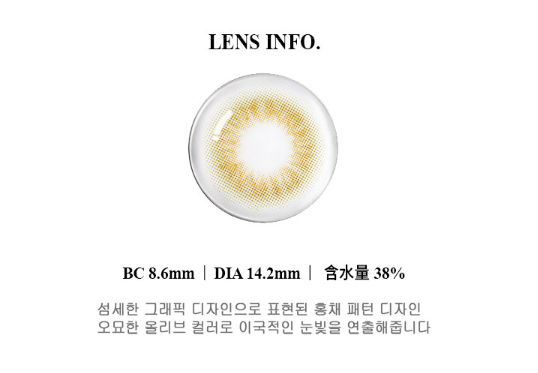 LENS INFO.
BC 8.6mm | DIA 14.2mm | 含水量 38%
섬세한 그래픽 디자인으로 표현된 홍채 패턴 디자인
오묘한 올리브 컬러로 이국적인 눈빛을 연출해줍니다